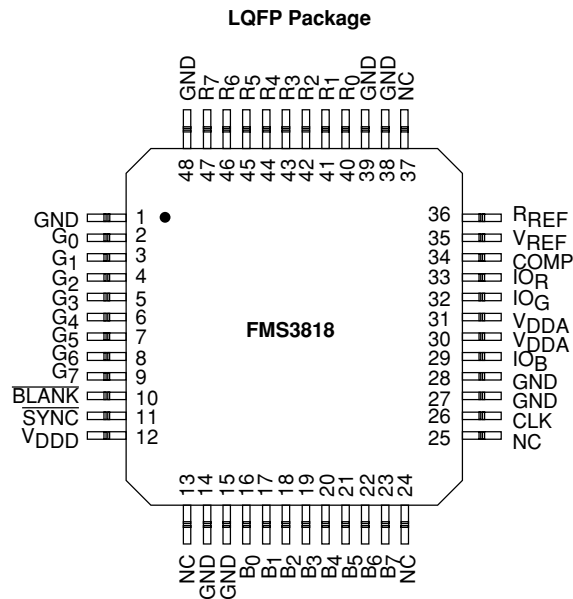 LQFP Package
GND R7 R6 R5 R4 R3 R2 R1 R0 GND GND NC
48 47 46 45 44 43 42 41 40 39 38 37
GND 1
G0 2
G1 3
G2 4
G3 5
G4 6
G5 7
G6 8
G7 9
BLANK 10
SYNC 11
VDDD 12
FMS3818
36 RREF
35 VREF
34 COMP
33 IOR
32 IOG
31 VDDA
30 VDDA
29 IOB
28 GND
27 GND
26 CLK
25 NC
13 14 15 16 17 18 19 20 21 22 23 24
NC GND GND B0 B1 B2 B3 B4 B5 B6 B7 NC